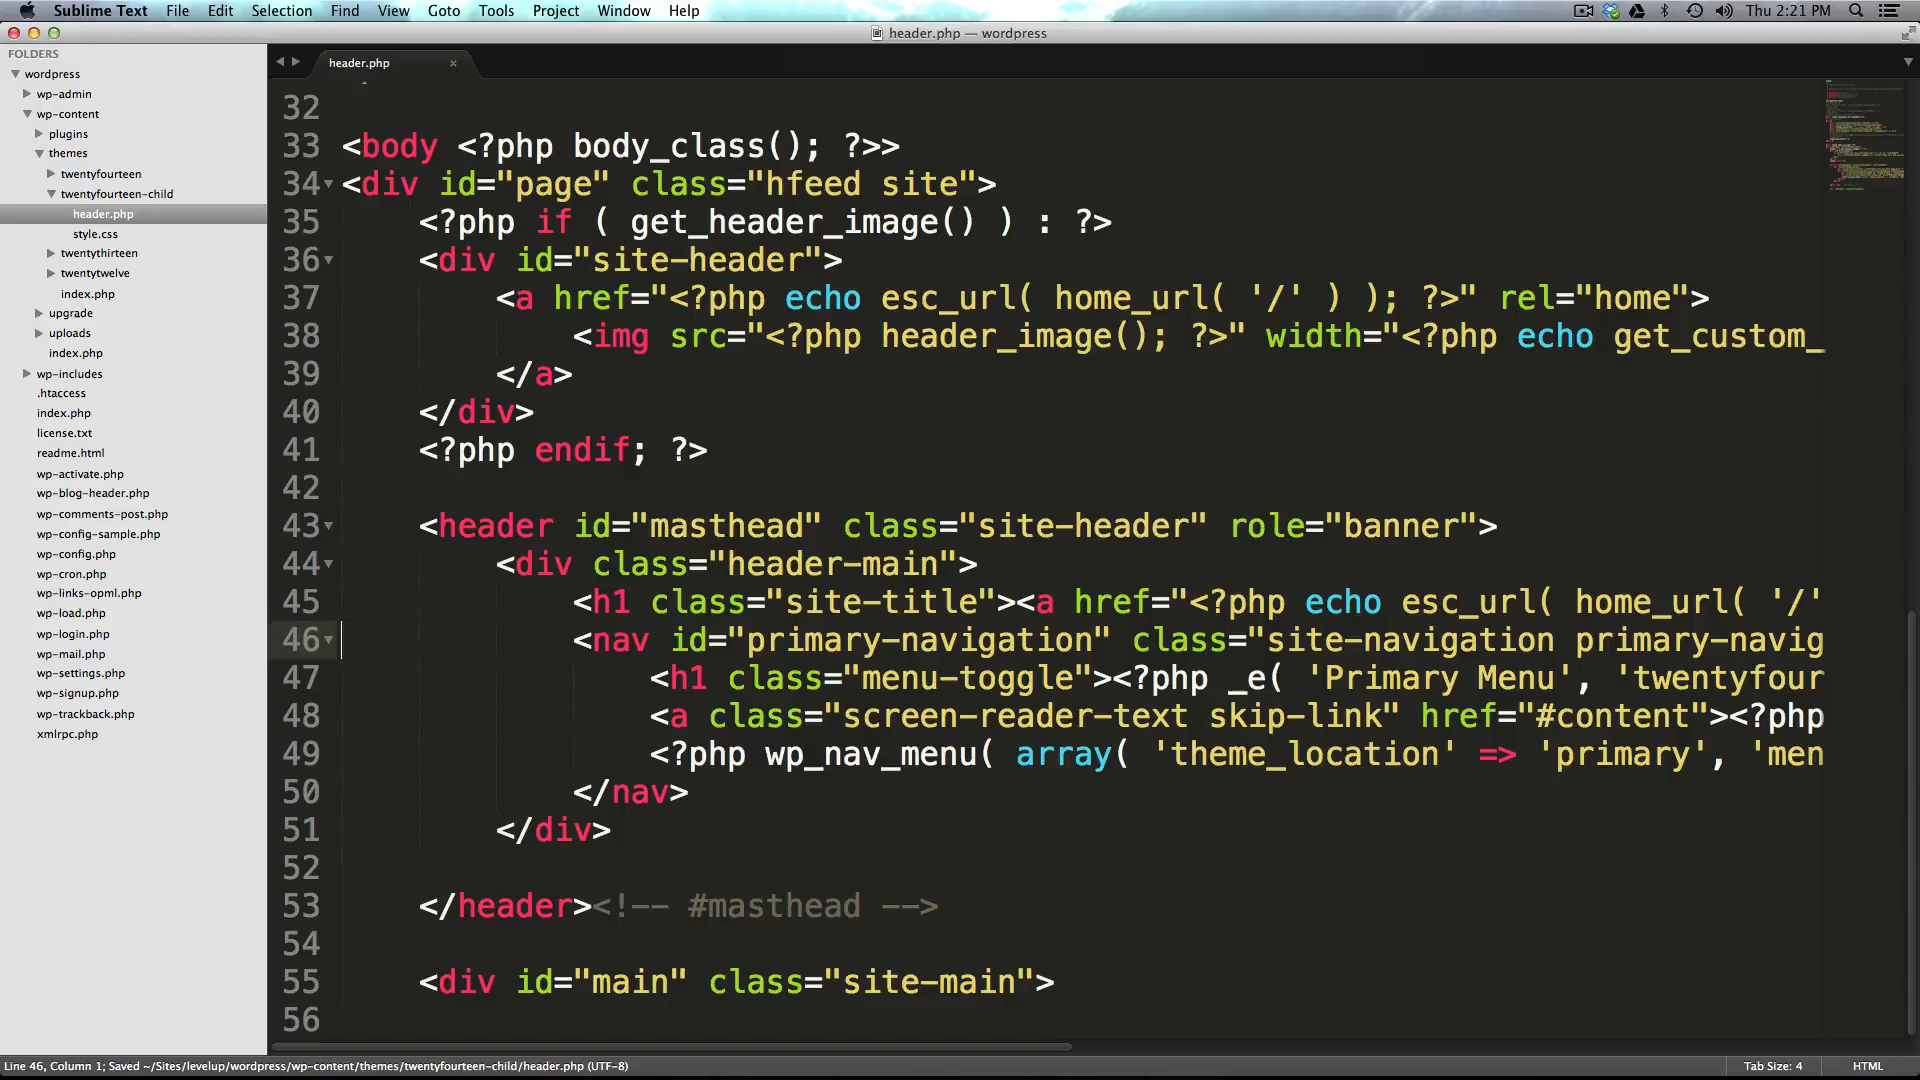 Sublime Text File Edit Selection Find View Goto Tools Project Window Help Thu 2:21 PM
header.php — wordpress
FOLDERS
wordpress
wp-admin
wp-content
plugins
themes
twentyfourteen
twentyfourteen-child
header.php
style.css
twentythirteen
twentytwelve
index.php
upgrade
uploads
index.php
wp-includes
.htaccess
index.php
license.txt
readme.html
wp-activate.php
wp-blog-header.php
wp-comments-post.php
wp-config-sample.php
wp-config.php
wp-cron.php
wp-links-opml.php
wp-load.php
wp-login.php
wp-mail.php
wp-settings.php
wp-signup.php
wp-trackback.php
xmlrpc.php
header.php
32
33 <body <?php body_class(); ?>>
34 <div id="page" class="hfeed site">
35 <?php if ( get_header_image() ) : ?>
36 <div id="site-header">
37 <a href="<?php echo esc_url( home_url( '/' ) ); ?>" rel="home">
38 <img src="<?php header_image(); ?>" width="<?php echo get_custom_
39 </a>
40 </div>
41 <?php endif; ?>
42
43 <header id="masthead" class="site-header" role="banner">
44 <div class="header-main">
45 <h1 class="site-title"><a href="<?php echo esc_url( home_url( '/'
46 <nav id="primary-navigation" class="site-navigation primary-navig
47 <h1 class="menu-toggle"><?php _e( 'Primary Menu', 'twentyfour
48 <a class="screen-reader-text skip-link" href="#content"><?php
49 <?php wp_nav_menu( array( 'theme_location' => 'primary', 'men
50 </nav>
51 </div>
52
53 </header><!-- #masthead -->
54
55 <div id="main" class="site-main">
56
Line 46, Column 1; Saved ~/Sites/levelup/wordpress/wp-content/themes/twentyfourteen-child/header.php (UTF-8) Tab Size: 4 HTML